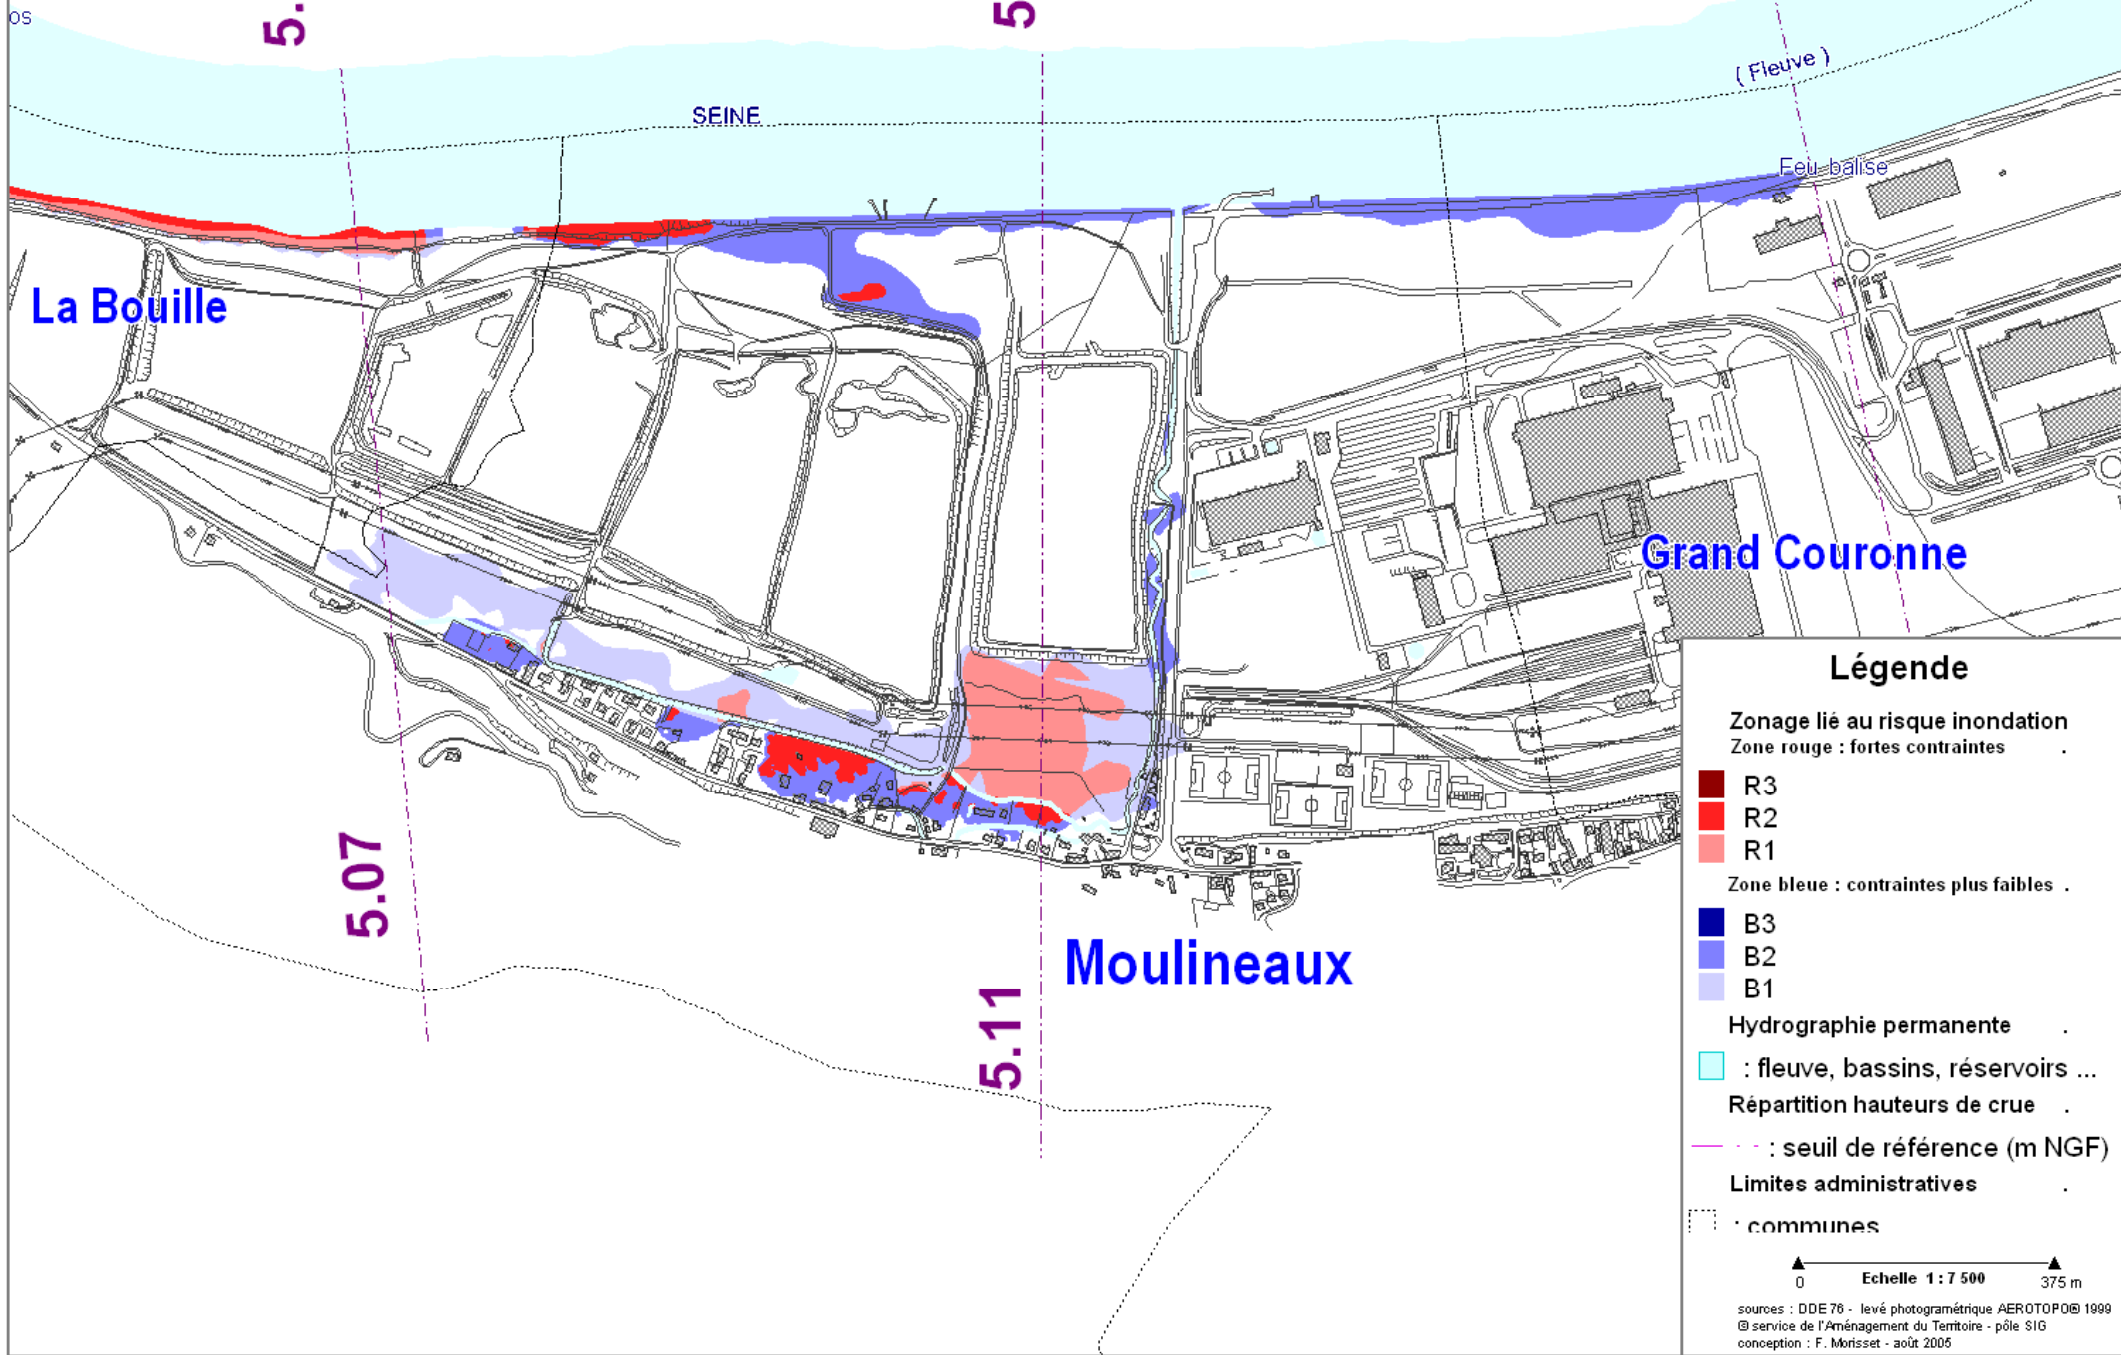 OS
5.
5
( Fleuve )
SEINE
Feu balise
La Bouille
Grand Couronne
5.07
Moulineaux
5.11
Légende
Zonage lié au risque inondation
Zone rouge : fortes contraintes .
R3
R2
R1
Zone bleue : contraintes plus faibles .
B3
B2
B1
Hydrographie permanente .
: fleuve, bassins, réservoirs ...
Répartition hauteurs de crue .
: seuil de référence (m NGF)
Limites administratives .
: communes
0 Echelle 1 : 7 500 375 m
sources : DDE 76 - levé photogramétrique AEROTOPO® 1999
© service de l'Aménagement du Territoire - pôle SIG
conception : F. Morisset - août 2005